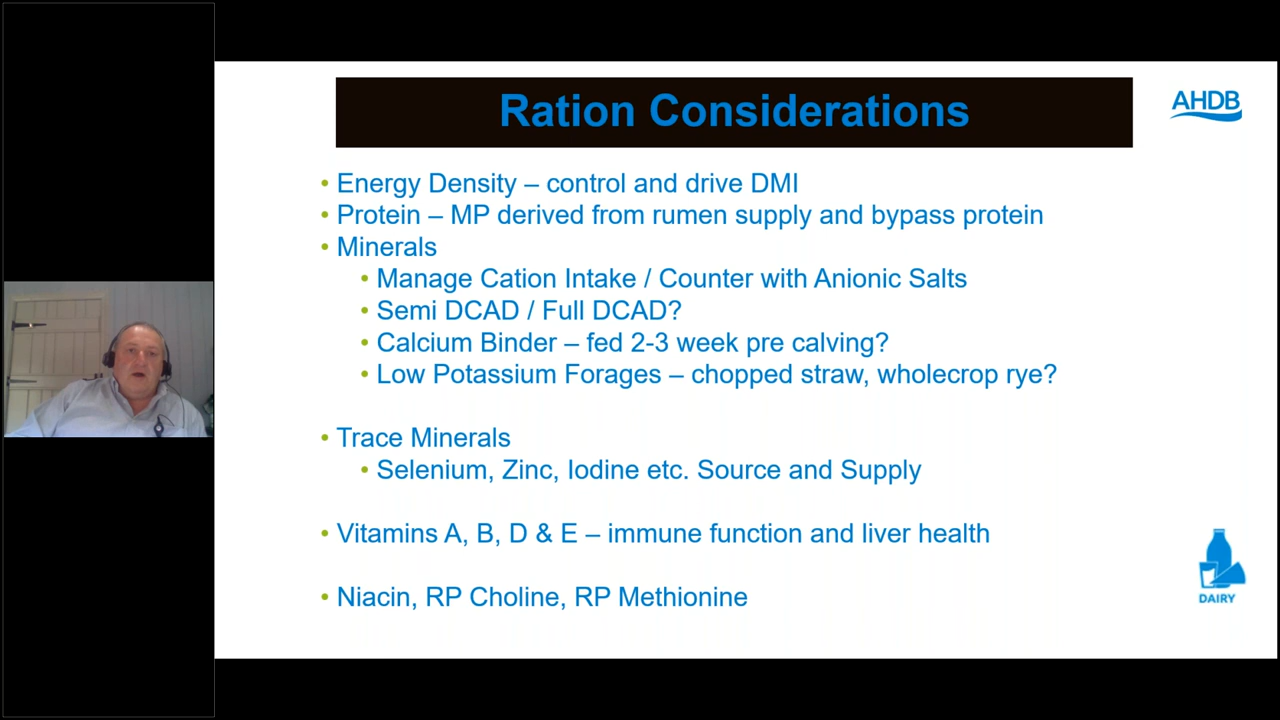 Ration Considerations
AHDB
• Energy Density – control and drive DMI
• Protein – MP derived from rumen supply and bypass protein
• Minerals
• Manage Cation Intake / Counter with Anionic Salts
• Semi DCAD / Full DCAD?
• Calcium Binder – fed 2-3 week pre calving?
• Low Potassium Forages – chopped straw, wholecrop rye?
• Trace Minerals
• Selenium, Zinc, Iodine etc. Source and Supply
• Vitamins A, B, D & E – immune function and liver health
• Niacin, RP Choline, RP Methionine
DAIRY